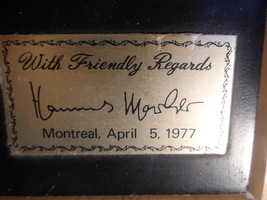 With Friendly Regards
Montreal, April 5, 1977